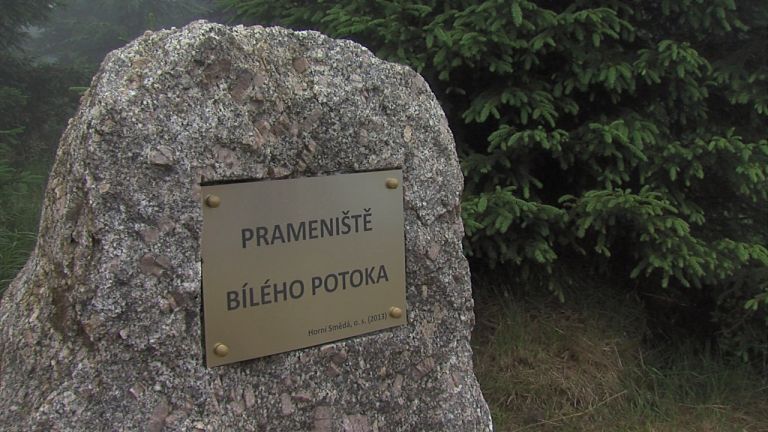 PRAMENIŠTĚ
BÍLÉHO POTOKA
Horní Smědá, o. s. (2013)